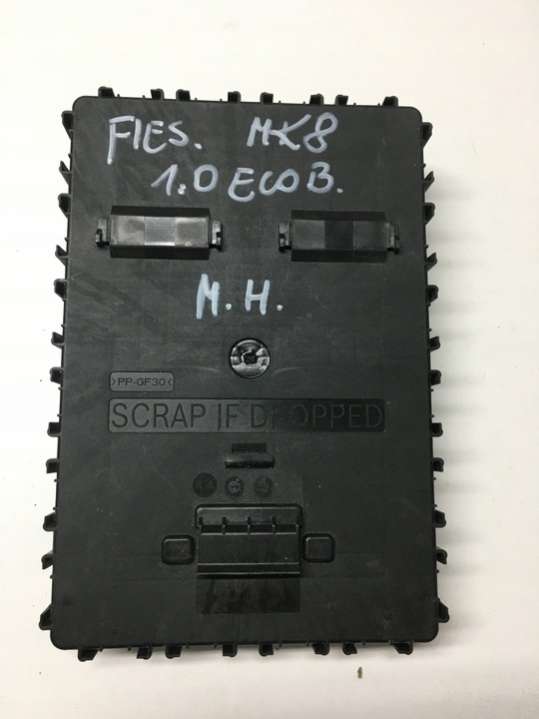 FIES. MK8
1.0 ECOB.
M.H.
>PP-GF30<
SCRAP IF DROPPED